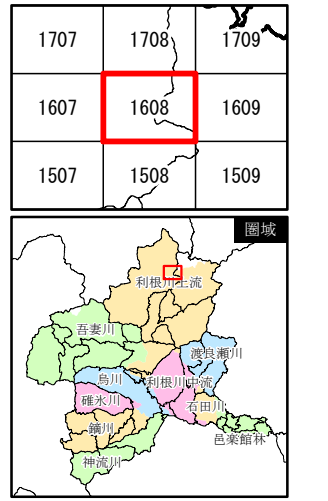 1707 1708 1709
1607 1608 1609
1507 1508 1509
圏域
利根川上流
吾妻川
渡良瀬川
烏川 利根川中流
碓氷川 石田川
鏑川 邑楽館林
神流川